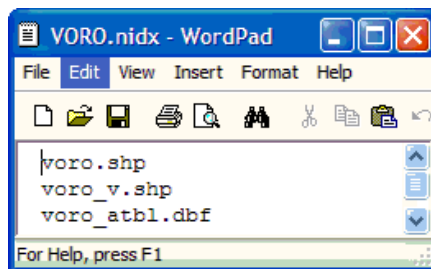 VORO.nidx - WordPad
File Edit View Insert Format Help
voro.shp
voro_v.shp
voro_atbl.dbf
For Help, press F1